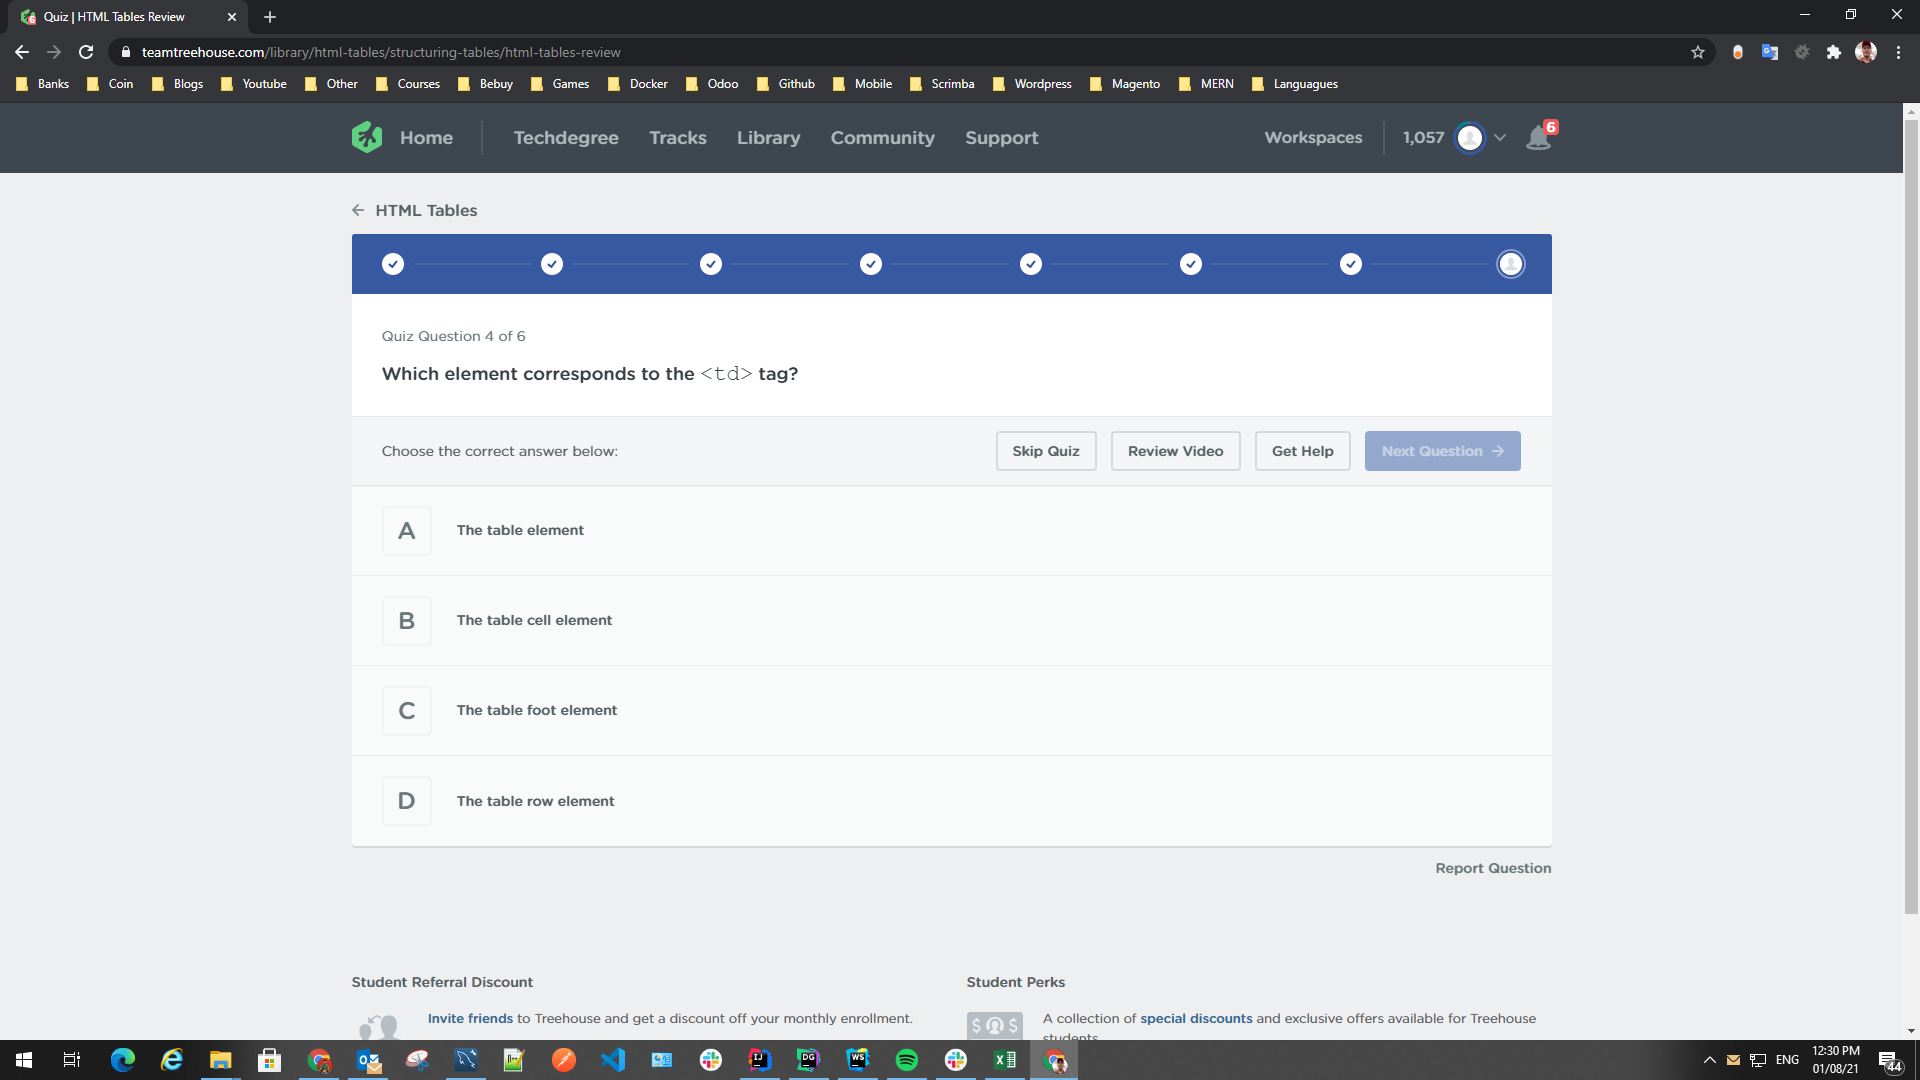 Quiz | HTML Tables Review
teamtreehouse.com/library/html-tables/structuring-tables/html-tables-review
Banks Coin Blogs Youtube Other Courses Bebuy Games Docker Odoo Github Mobile Scrimba Wordpress Magento MERN Languagues
Home Techdegree Tracks Library Community Support Workspaces 1,057 6
HTML Tables
Quiz Question 4 of 6
Which element corresponds to the <td> tag?
Choose the correct answer below: Skip Quiz Review Video Get Help Next Question
A The table element
B The table cell element
C The table foot element
D The table row element
Report Question
Student Referral Discount Student Perks
Invite friends to Treehouse and get a discount off your monthly enrollment. A collection of special discounts and exclusive offers available for Treehouse
students
ENG 12:30 PM
01/08/21 44